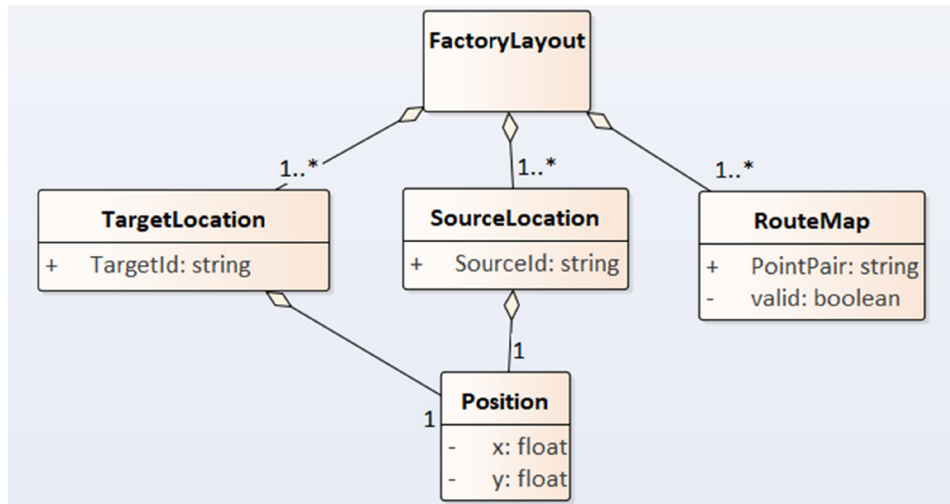 FactoryLayout
1..*
1..*
1..*
TargetLocation
+ TargetId: string
SourceLocation
+ SourceId: string
RouteMap
+ PointPair: string
- valid: boolean
1
1
Position
- x: float
- y: float